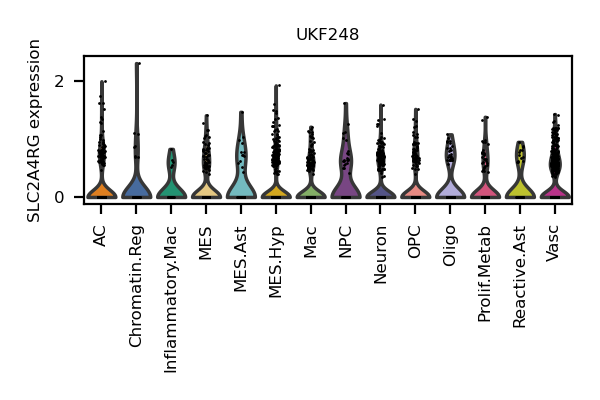 UKF248
SLC2A4RG expression
2
0
AC
Chromatin.Reg
Inflammatory.Mac
MES
MES.Ast
MES.Hyp
Mac
NPC
Neuron
OPC
Oligo
Prolif.Metab
Reactive.Ast
Vasc